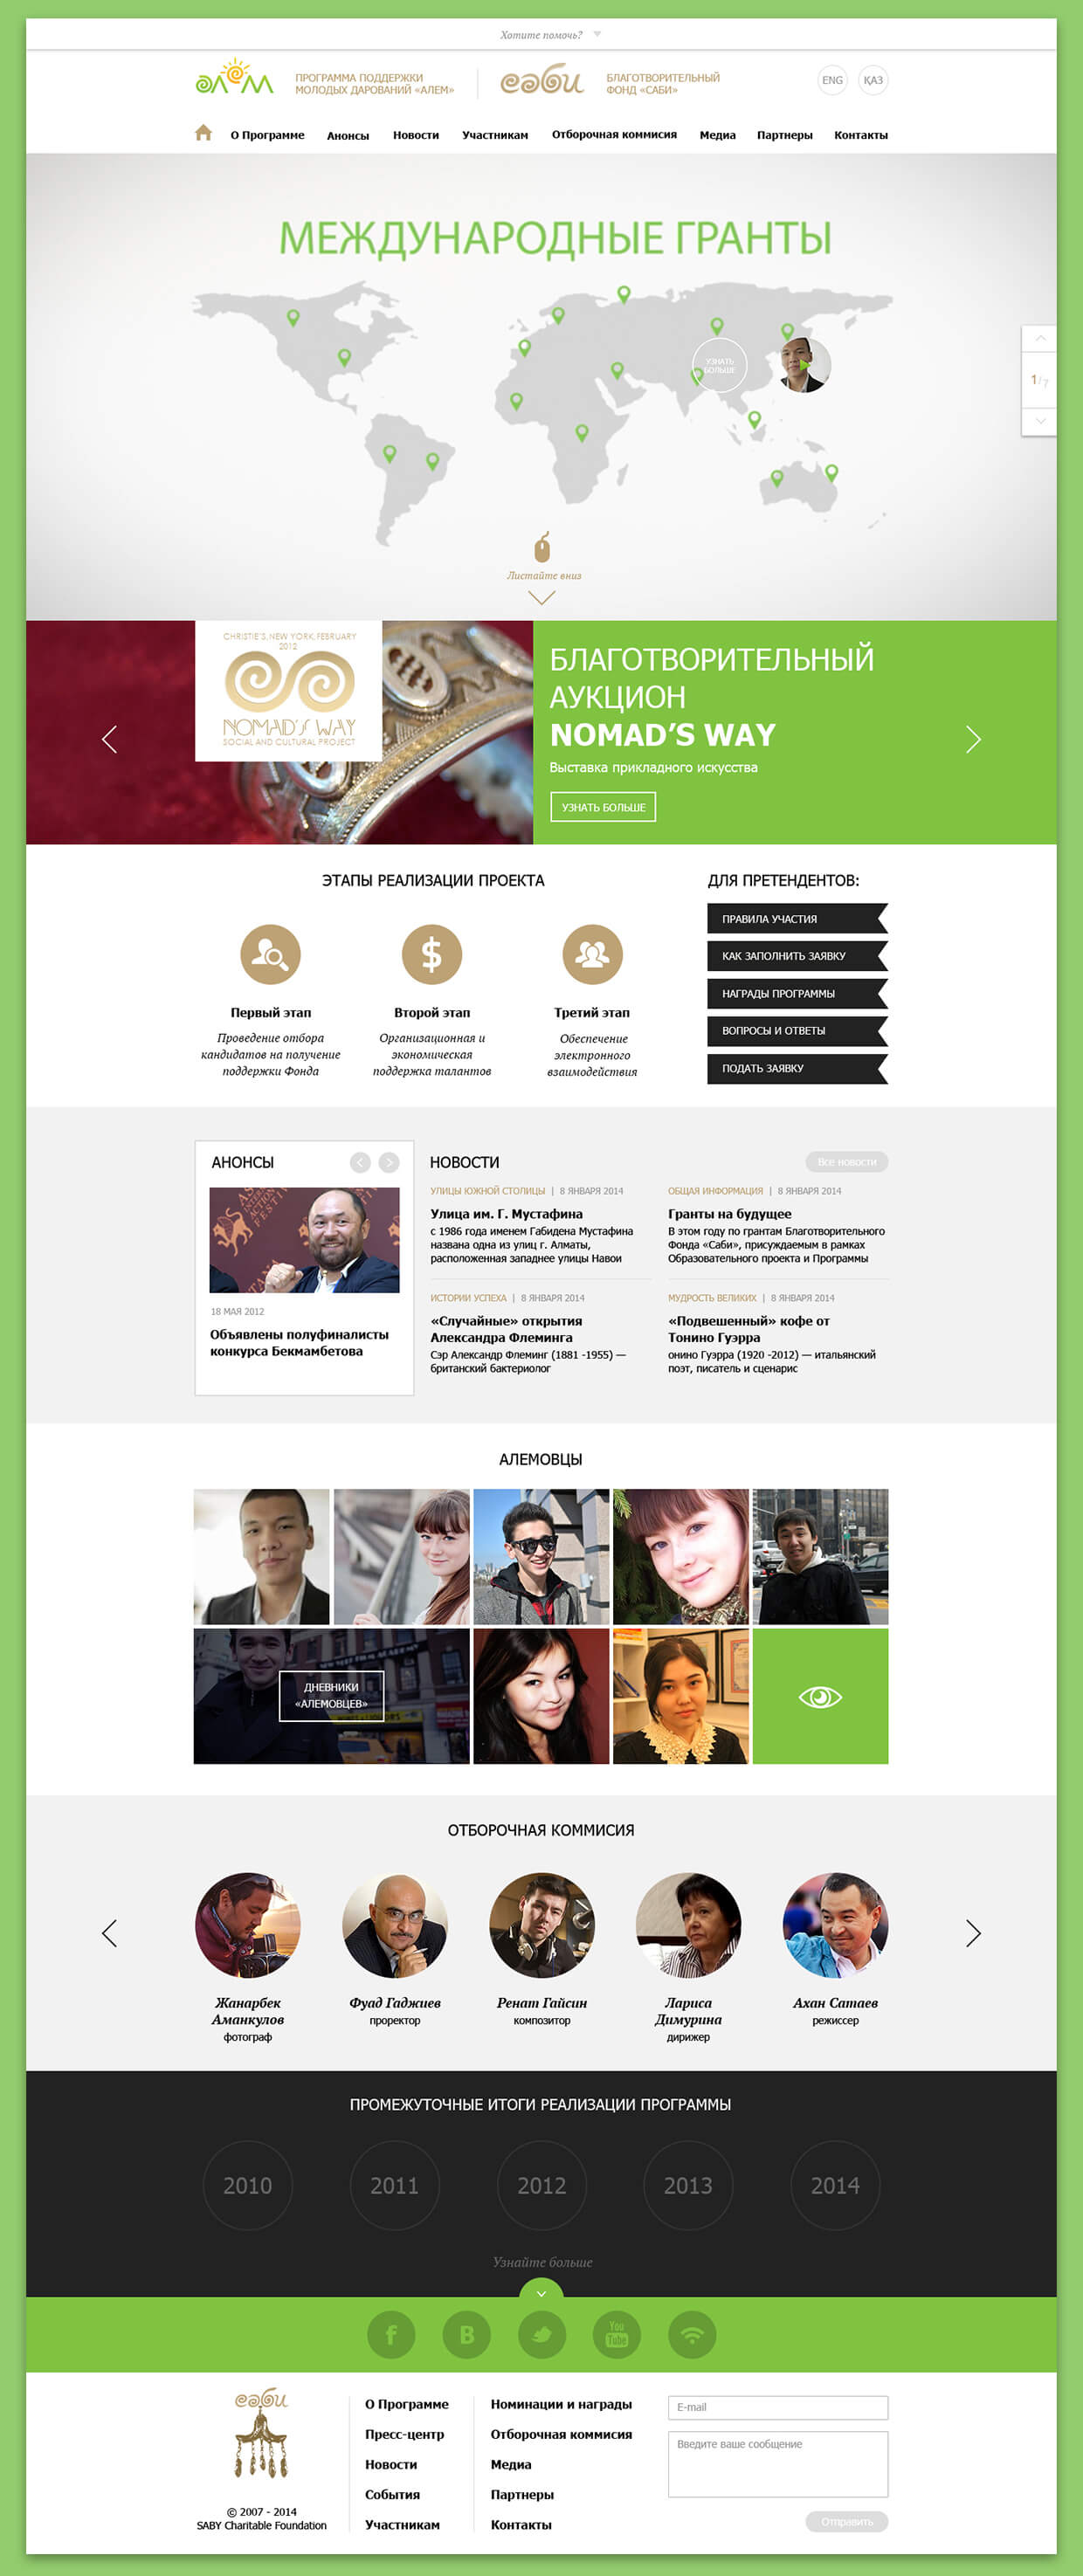 Хотите помочь?
әлем
ПРОГРАММА ПОДДЕРЖКИ
МОЛОДЫХ ДАРОВАНИЙ «АЛЕМ»
саби
БЛАГОТВОРИТЕЛЬНЫЙ
ФОНД «САБИ»
ENG
ҚАЗ
О Программе
Анонсы
Новости
Участникам
Отборочная коммисия
Медиа
Партнеры
Контакты
МЕЖДУНАРОДНЫЕ ГРАНТЫ
УЗНАТЬ
БОЛЬШЕ
1/7
Листайте вниз
CHRISTIE'S, NEW YORK, FEBRUARY
2012
NOMAD'S WAY
SOCIAL AND CULTURAL PROJECT
БЛАГОТВОРИТЕЛЬНЫЙ
АУКЦИОН
NOMAD'S WAY
Выставка прикладного искусства
УЗНАТЬ БОЛЬШЕ
ЭТАПЫ РЕАЛИЗАЦИИ ПРОЕКТА
$
Первый этап
Проведение отбора
кандидатов на получение
поддержки Фонда
Второй этап
Организационная и
экономическая
поддержка талантов
Третий этап
Обеспечение
электронного
взаимодействия
ДЛЯ ПРЕТЕНДЕНТОВ:
ПРАВИЛА УЧАСТИЯ
КАК ЗАПОЛНИТЬ ЗАЯВКУ
НАГРАДЫ ПРОГРАММЫ
ВОПРОСЫ И ОТВЕТЫ
ПОДАТЬ ЗАЯВКУ
АНОНСЫ
18 МАЯ 2012
Объявлены полуфиналисты
конкурса Бекмамбетова
НОВОСТИ
Все новости
УЛИЦЫ ЮЖНОЙ СТОЛИЦЫ | 8 ЯНВАРЯ 2014
Улица им. Г. Мустафина
с 1986 года именем Габидена Мустафина
названа одна из улиц г. Алматы,
расположенная западнее улицы Навои
ОБЩАЯ ИНФОРМАЦИЯ | 8 ЯНВАРЯ 2014
Гранты на будущее
В этом году по грантам Благотворительного
Фонда «Саби», присуждаемым в рамках
Образовательного проекта и Программы
ИСТОРИИ УСПЕХА | 8 ЯНВАРЯ 2014
«Случайные» открытия
Александра Флеминга
Сэр Александр Флеминг (1881 -1955) —
британский бактериолог
МУДРОСТЬ ВЕЛИКИХ | 8 ЯНВАРЯ 2014
«Подвешенный» кофе от
Тонино Гуэрра
онино Гуэрра (1920 -2012) — итальянский
поэт, писатель и сценарис
АЛЕМОВЦЫ
ДНЕВНИКИ
«АЛЕМОВЦЕВ»
ОТБОРОЧНАЯ КОММИСИЯ
Жанарбек
Аманкулов
фотограф
Фуад Гаджиев
проректор
Ренат Гайсин
композитор
Лариса
Димурина
дирижер
Ахан Сатаев
режиссер
ПРОМЕЖУТОЧНЫЕ ИТОГИ РЕАЛИЗАЦИИ ПРОГРАММЫ
2010
2011
2012
2013
2014
Узнайте больше
f
B
You
Tube
саби
© 2007 - 2014
SABY Charitable Foundation
О Программе
Пресс-центр
Новости
События
Участникам
Номинации и награды
Отборочная коммисия
Медиа
Партнеры
Контакты
E-mail
Введите ваше сообщение
Отправить